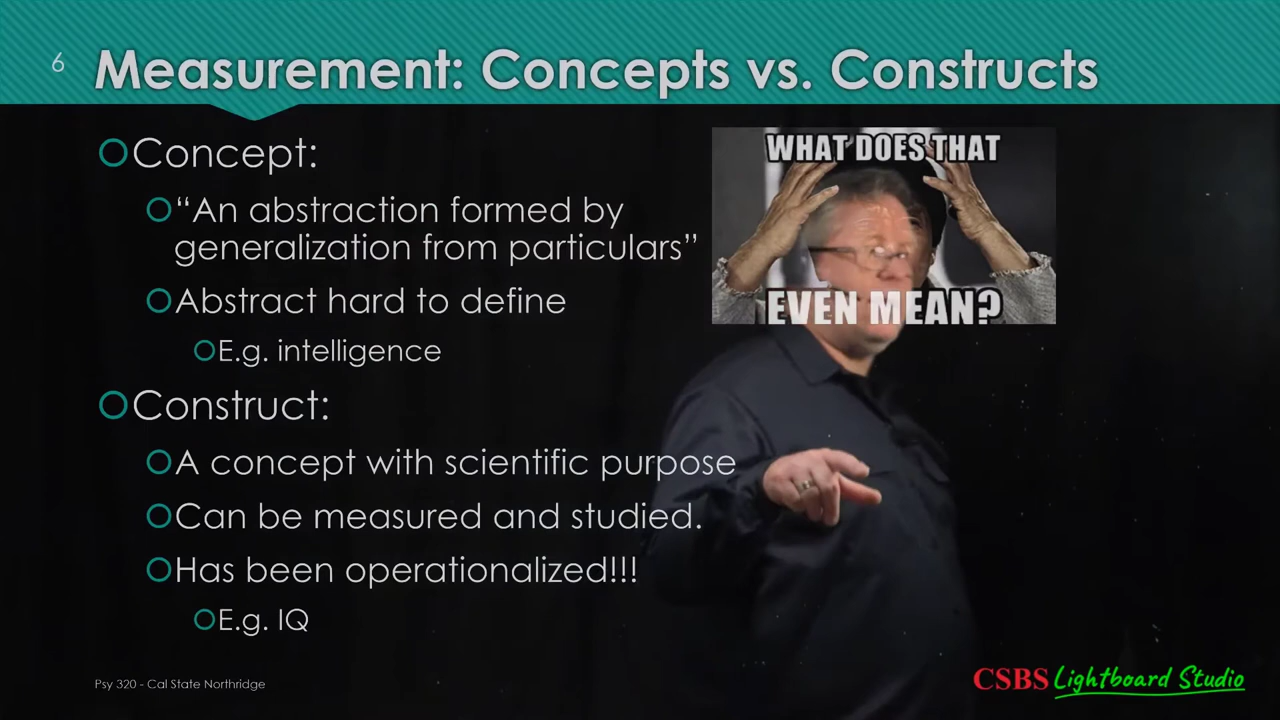 6
Measurement: Concepts vs. Constructs
Concept:
“An abstraction formed by
generalization from particulars”
Abstract hard to define
E.g. intelligence
Construct:
A concept with scientific purpose
Can be measured and studied.
Has been operationalized!!!
E.g. IQ
WHAT DOES THAT
EVEN MEAN?
Psy 320 - Cal State Northridge
CSBS Lightboard Studio